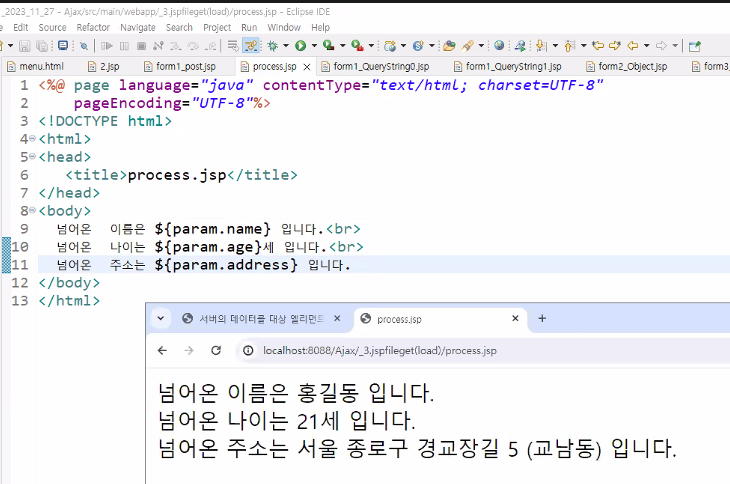 _2023_11_27 - Ajax/src/main/webapp/_3.jspfileget(load)/process.jsp - Eclipse IDE
Edit Source Refactor Navigate Search Project Run Window Help
menu.html 2.jsp form1_post.jsp process.jsp form1_QueryString0.jsp form1_QueryString1.jsp form2_Object.jsp form3_
1 <%@ page language="java" contentType="text/html; charset=UTF-8"
2 pageEncoding="UTF-8"%>
3 <!DOCTYPE html>
4 <html>
5 <head>
6 <title>process.jsp</title>
7 </head>
8 <body>
9 넘어온 이름은 ${param.name} 입니다.<br>
10 넘어온 나이는 ${param.age}세 입니다.<br>
11 넘어온 주소는 ${param.address} 입니다.
12 </body>
13 </html>
서버의 데이터를 대상 엘리먼트 process.jsp
localhost:8088/Ajax/_3.jspfileget(load)/process.jsp
넘어온 이름은 홍길동 입니다.
넘어온 나이는 21세 입니다.
넘어온 주소는 서울 종로구 경교장길 5 (교남동) 입니다.